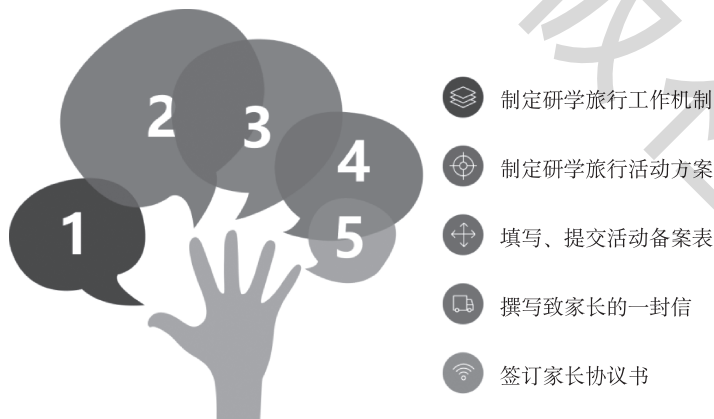 1
2
3
4
5
制定研学旅行工作机制
制定研学旅行活动方案
填写、提交活动备案表
撰写致家长的一封信
签订家长协议书